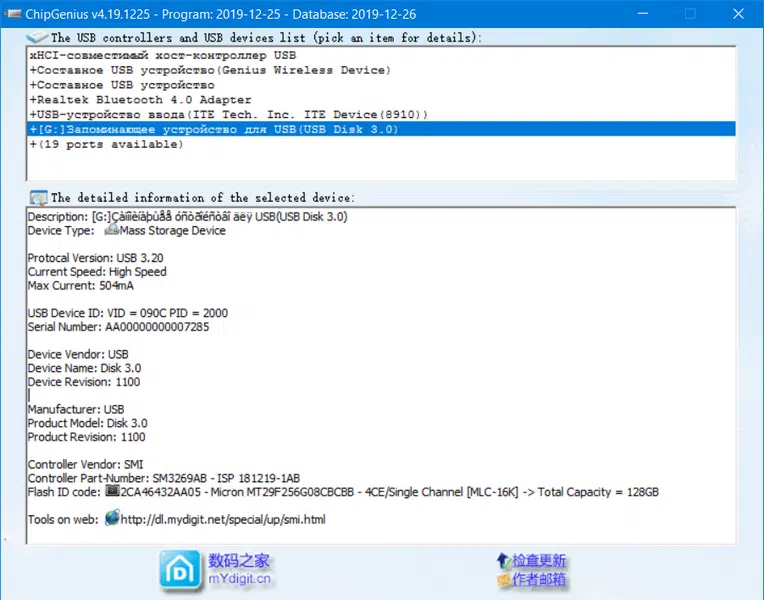 ChipGenius v4.19.1225 - Program: 2019-12-25 - Database: 2019-12-26
The USB controllers and USB devices list (pick an item for details):
xHCI-совместимый хост-контроллер USB
+Составное USB устройство(Genius Wireless Device)
+Составное USB устройство
+Realtek Bluetooth 4.0 Adapter
+USB-устройство ввода(ITE Tech. Inc. ITE Device(8910))
+[G:]Запоминающее устройство для USB(USB Disk 3.0)
+(19 ports available)
The detailed information of the selected device:
Description: [G:]Çàïîìèíàþùåå óñòðîéñòâî äëÿ USB(USB Disk 3.0)
Device Type: Mass Storage Device
Protocal Version: USB 3.20
Current Speed: High Speed
Max Current: 504mA
USB Device ID: VID = 090C PID = 2000
Serial Number: AA00000000007285
Device Vendor: USB
Device Name: Disk 3.0
Device Revision: 1100
Manufacturer: USB
Product Model: Disk 3.0
Product Revision: 1100
Controller Vendor: SMI
Controller Part-Number: SM3269AB - ISP 181219-1AB
Flash ID code: 2CA46432AA05 - Micron MT29F256G08CBCBB - 4CE/Single Channel [MLC-16K] -> Total Capacity = 128GB
Tools on web: http://dl.mydigit.net/special/up/smi.html
数码之家
mYdigit.cn
检查更新
作者邮箱